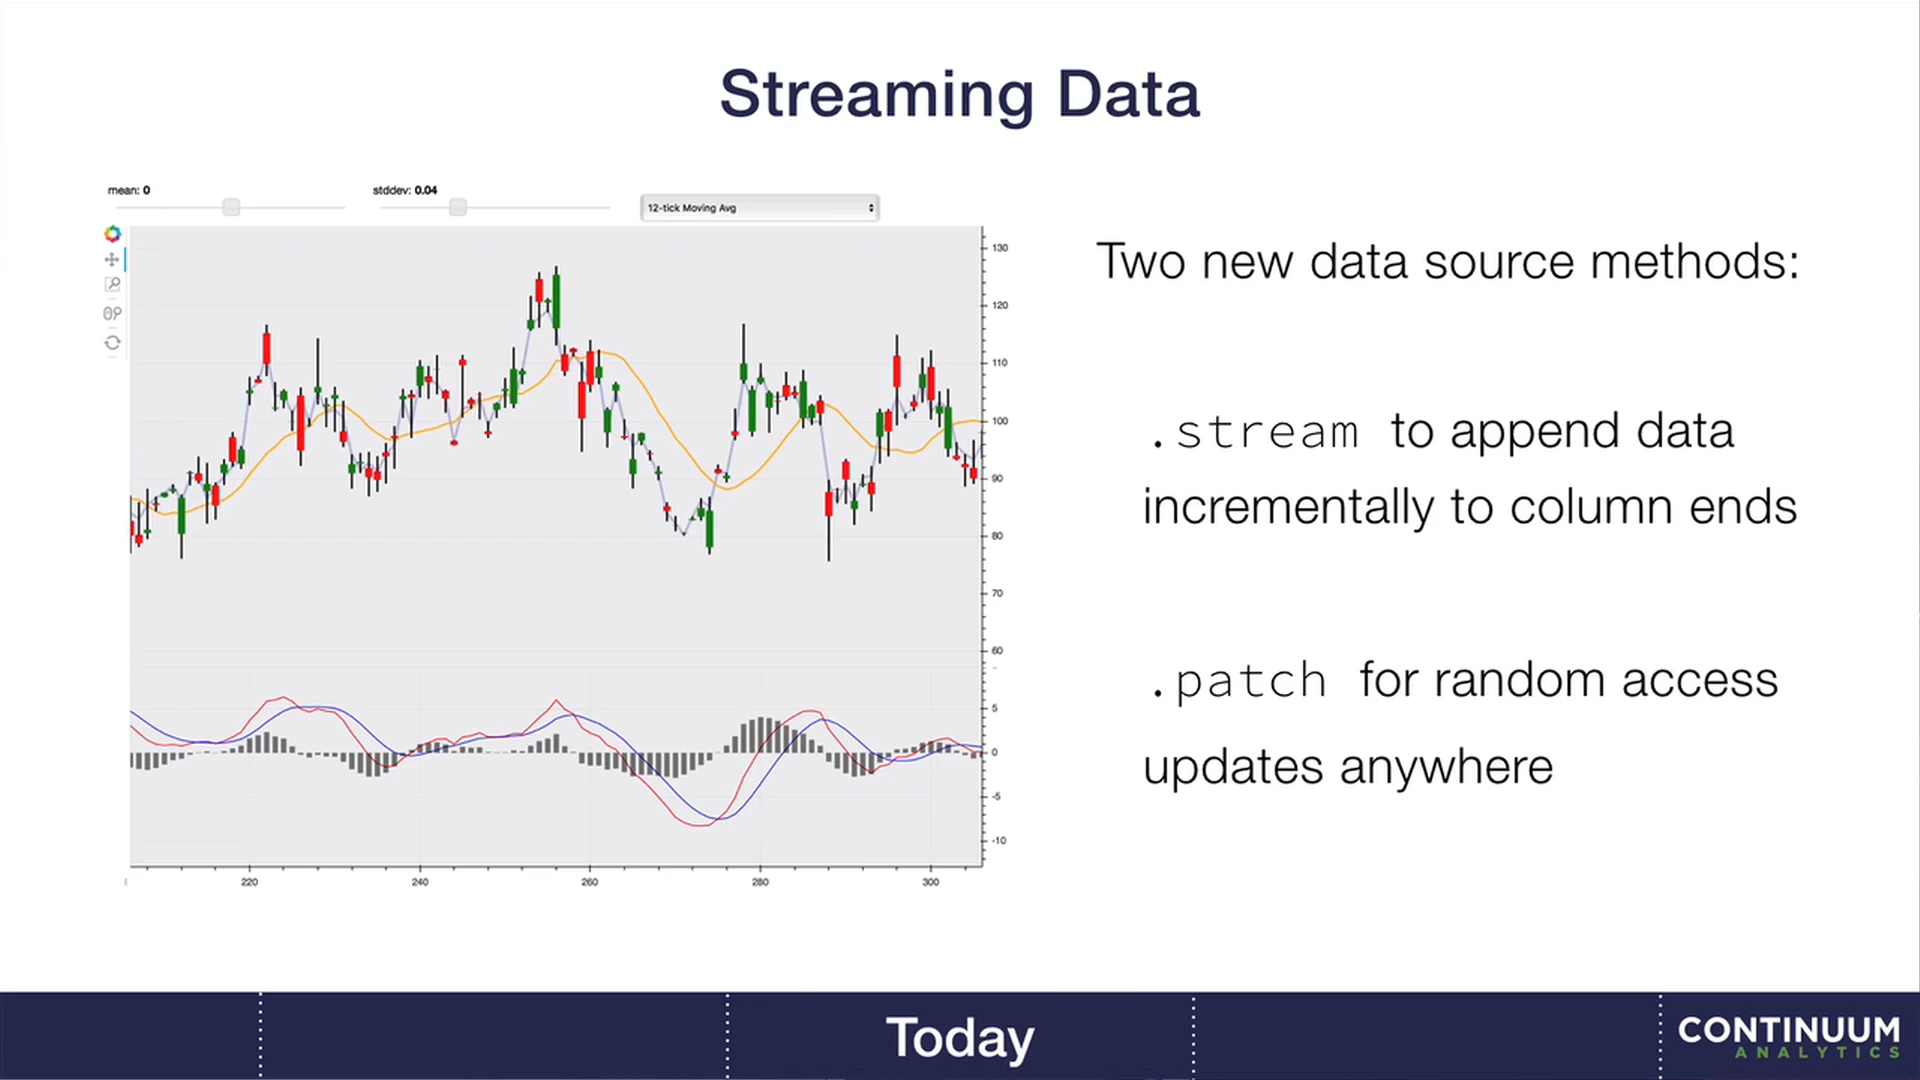 Streaming Data
mean: 0
stddev: 0.04
12-tick Moving Avg
130
120
110
100
90
80
70
60
5
0
-5
-10
220
240
260
280
300
Two new data source methods:
.stream to append data
incrementally to column ends
.patch for random access
updates anywhere
Today
CONTINUUM
ANALYTICS